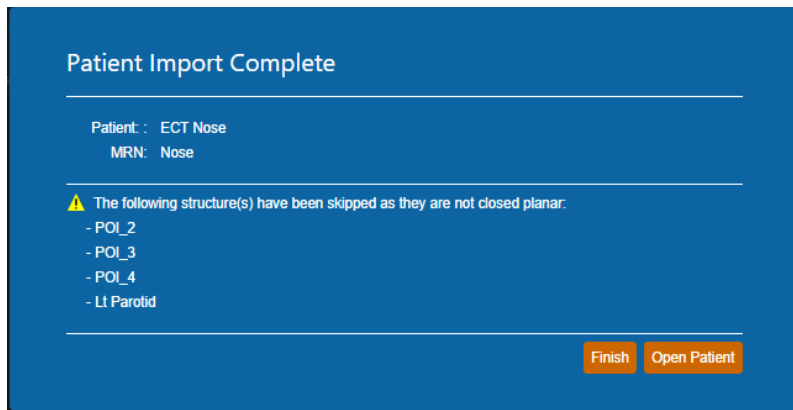 Patient Import Complete
Patient: : ECT Nose
MRN: Nose
The following structure(s) have been skipped as they are not closed planar:
- POI_2
- POI_3
- POI_4
- Lt Parotid
Finish Open Patient